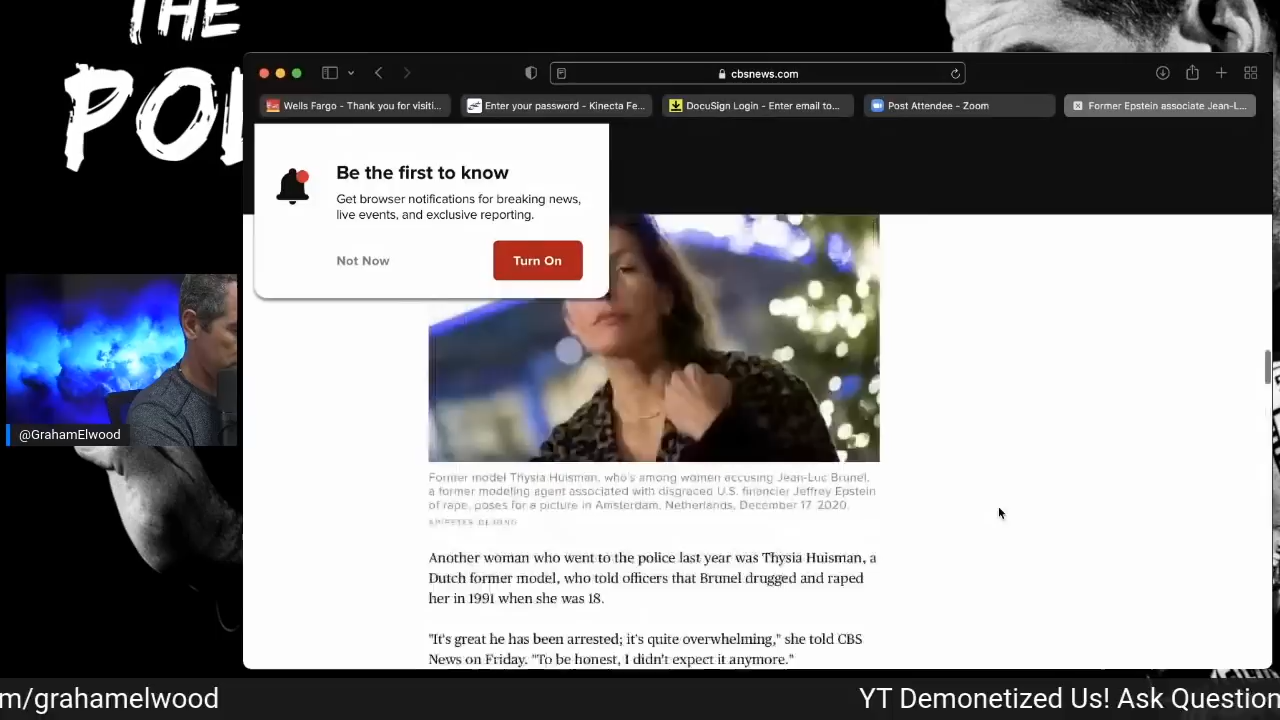 THE
cbsnews.com
Wells Fargo - Thank you for visiti...
Enter your password - Kinecta Fe...
DocuSign Login - Enter email to...
Post Attendee - Zoom
Former Epstein associate Jean-L...
Be the first to know
Get browser notifications for breaking news,
live events, and exclusive reporting.
Not Now
Turn On
@GrahamElwood
Former model Thysia Huisman, who's among women accusing Jean-Luc Brunel,
a former modeling agent associated with disgraced U.S. financier Jeffrey Epstein
of rape, poses for a picture in Amsterdam, Netherlands, December 17, 2020.
Another woman who went to the police last year was Thysia Huisman, a
Dutch former model, who told officers that Brunel drugged and raped
her in 1991 when she was 18.
"It's great he has been arrested; it's quite overwhelming," she told CBS
News on Friday. "To be honest, I didn't expect it anymore."
m/grahamelwood
YT Demonetized Us! Ask Question